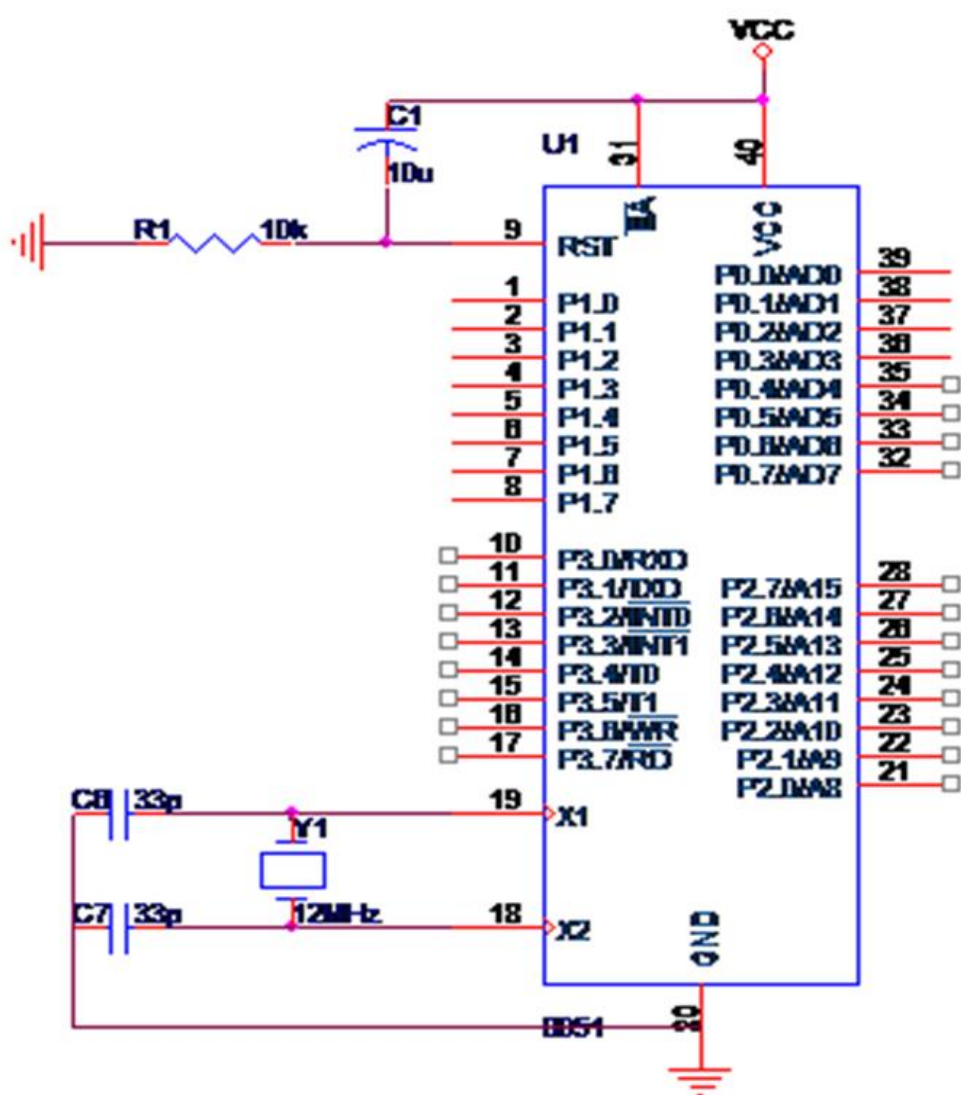 VCC
C1
10u
U1
31
40
EA
VCC
R1 10k
9
RST
39
P0.0/AD0
1
P1.0
38
P0.1/AD1
2
P1.1
37
P0.2/AD2
3
P1.2
36
P0.3/AD3
4
P1.3
35
P0.4/AD4
5
P1.4
34
P0.5/AD5
6
P1.5
33
P0.6/AD6
7
P1.6
32
P0.7/AD7
8
P1.7
10
P3.0/RXD
11
P3.1/TXD
28
P2.7/A15
12
P3.2/INT0
27
P2.6/A14
13
P3.3/INT1
26
P2.5/A13
14
P3.4/T0
25
P2.4/A12
15
P3.5/T1
24
P2.3/A11
16
P3.6/WR
23
P2.2/A10
17
P3.7/RD
22
P2.1/A9
21
P2.0/A8
C6 33p
19
X1
Y1
12MHz
C7 33p
18
X2
GND
20
8051